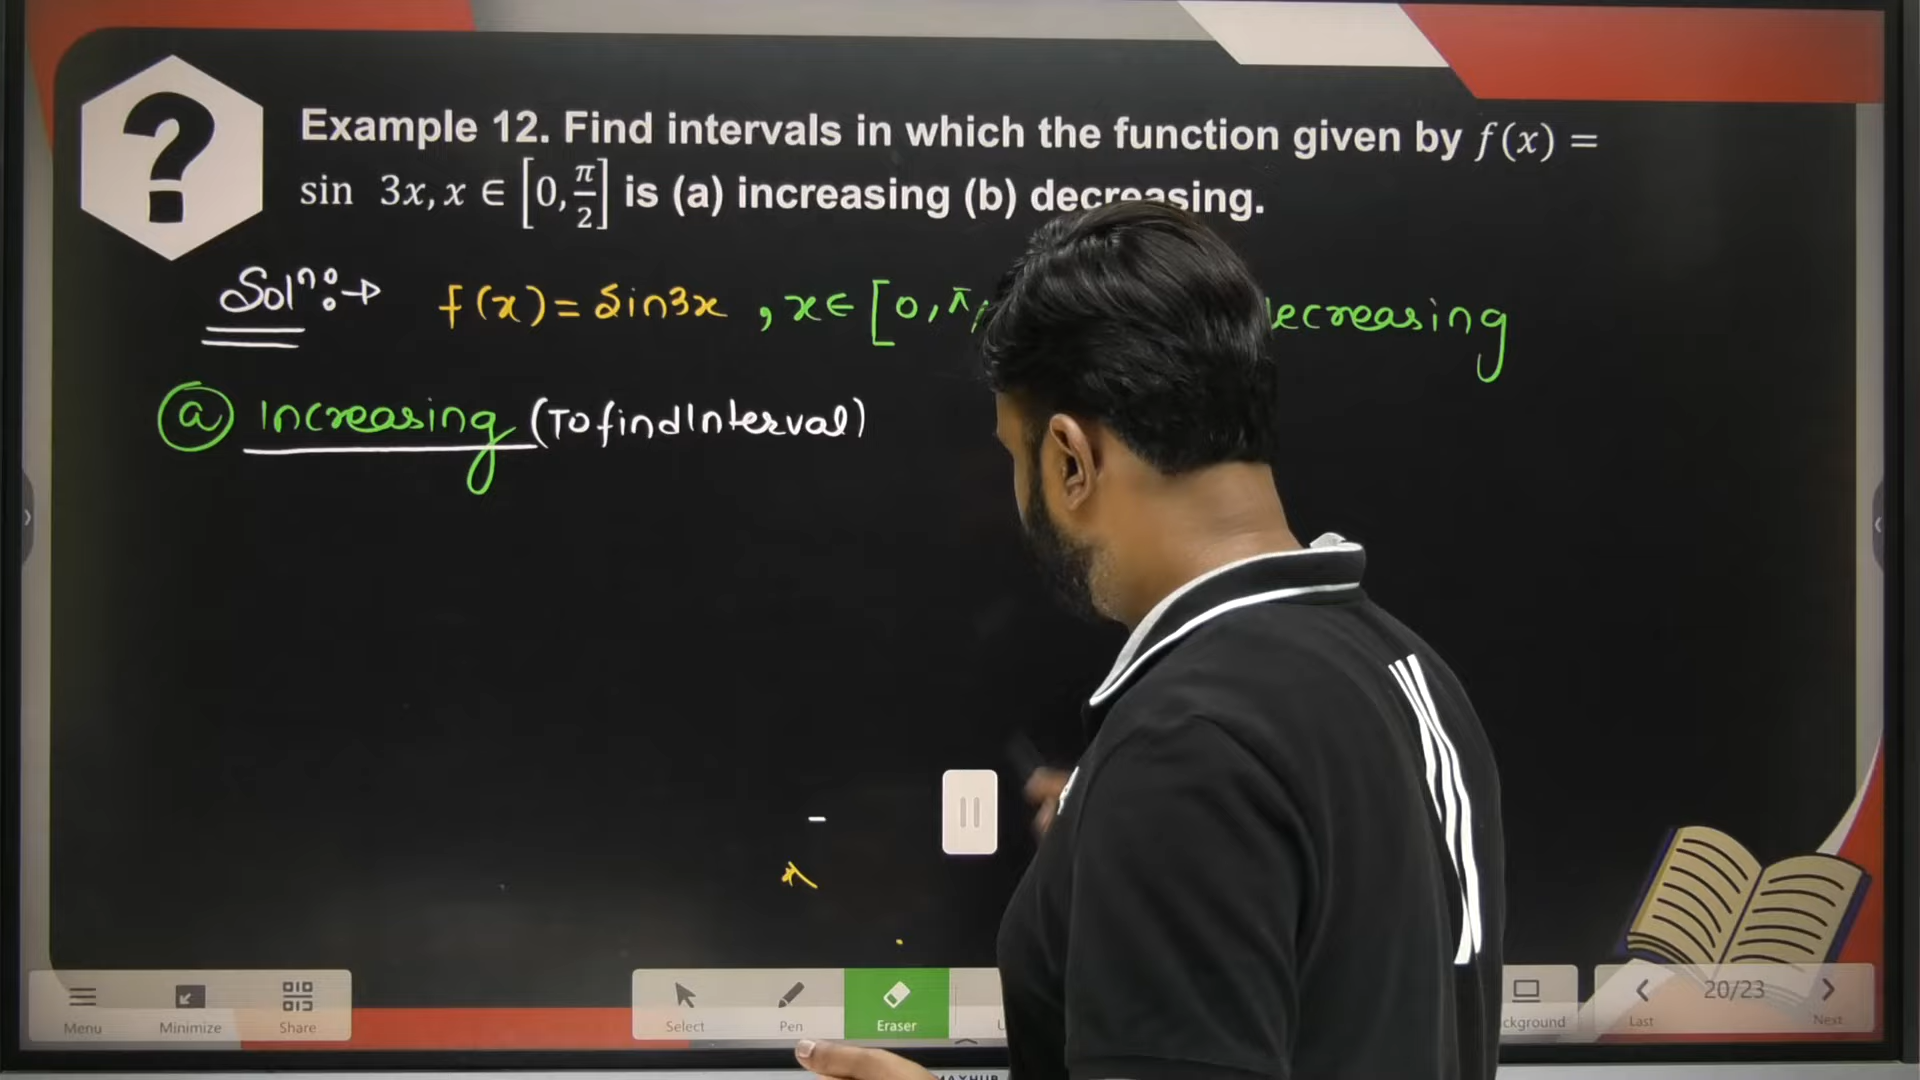 Example 12. Find intervals in which the function given by f(x) =
sin 3x, x ∈ [0, π/2] is (a) increasing (b) decreasing.
Solⁿ:→ f(x) = Sin3x , x ∈ [0, π ecreasing
(a) Increasing (To find Interval)
Menu Minimize Share Select Pen Eraser ckground 20/23 Last Next